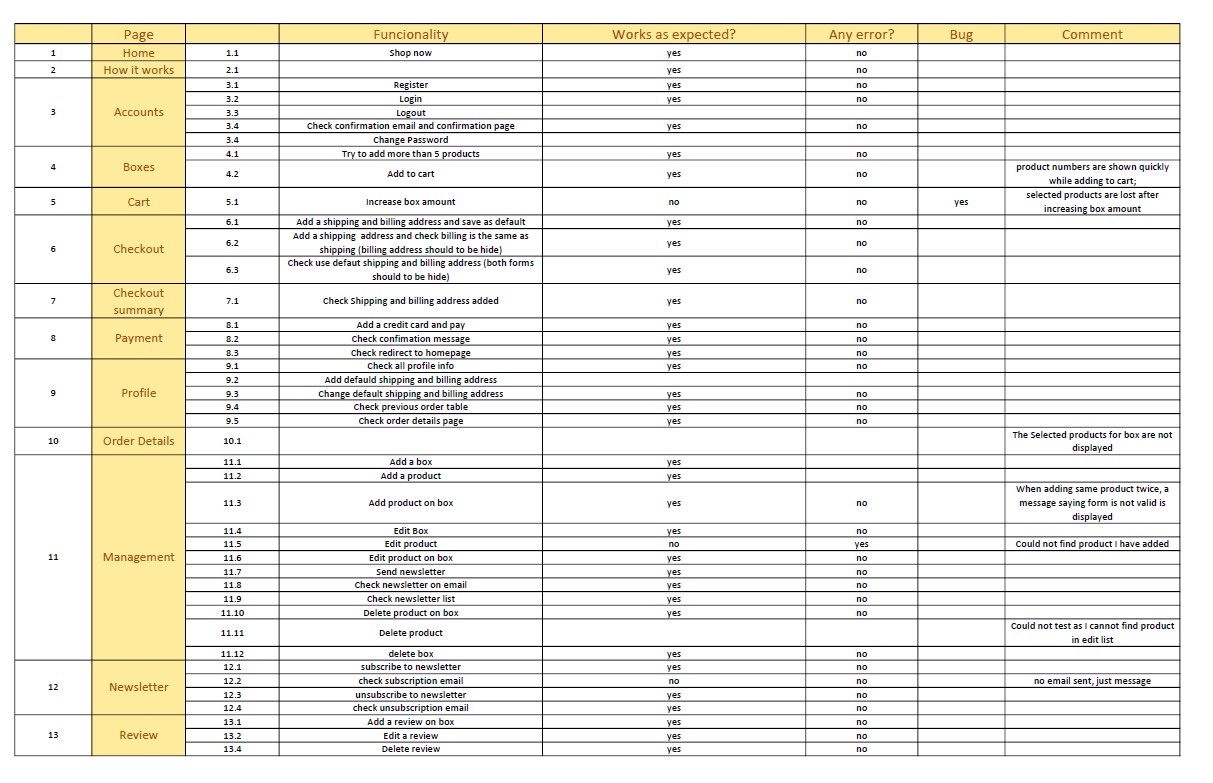 Page Funcionality Works as expected? Any error? Bug Comment
1 Home 1.1 Shop now yes no
2 How it works 2.1 yes no
3 Accounts 3.1 Register yes no
3.2 Login yes no
3.3 Logout
3.4 Check confirmation email and confirmation page yes no
3.4 Change Password
4 Boxes 4.1 Try to add more than 5 products yes no
4.2 Add to cart yes no product numbers are shown quickly
while adding to cart;
5 Cart 5.1 Increase box amount no no yes selected products are lost after
increasing box amount
6 Checkout 6.1 Add a shipping and billing address and save as default yes no
6.2 Add a shipping address and check billing is the same as
shipping (billing address should to be hide) yes no
6.3 Check use defaut shipping and billing address (both forms
should to be hide) yes no
7 Checkout
summary 7.1 Check Shipping and billing address added yes no
8 Payment 8.1 Add a credit card and pay yes no
8.2 Check confimation message yes no
8.3 Check redirect to homepage yes no
9 Profile 9.1 Check all profile info yes no
9.2 Add defauld shipping and billing address
9.3 Change default shipping and billing address yes no
9.4 Check previous order table yes no
9.5 Check order details page yes no
10 Order Details 10.1 The Selected products for box are not
displayed
11 Management 11.1 Add a box yes
11.2 Add a product yes
11.3 Add product on box yes no When adding same product twice, a
message saying form is not valid is
displayed
11.4 Edit Box yes no
11.5 Edit product no yes Could not find product I have added
11.6 Edit product on box yes no
11.7 Send newsletter yes no
11.8 Check newsletter on email yes no
11.9 Check newsletter list yes no
11.10 Delete product on box yes no
11.11 Delete product Could not test as I cannot find product
in edit list
11.12 delete box yes no
12 Newsletter 12.1 subscribe to newsletter yes no
12.2 check subscription email no no no email sent, just message
12.3 unsubscribe to newsletter yes no
12.4 check unsubscription email yes no
13 Review 13.1 Add a review on box yes no
13.2 Edit a review yes no
13.4 Delete review yes no